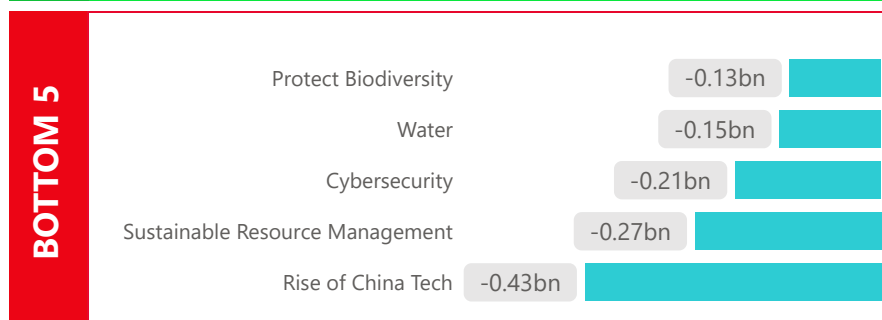 BOTTOM 5
Protect Biodiversity -0.13bn
Water -0.15bn
Cybersecurity -0.21bn
Sustainable Resource Management -0.27bn
Rise of China Tech -0.43bn